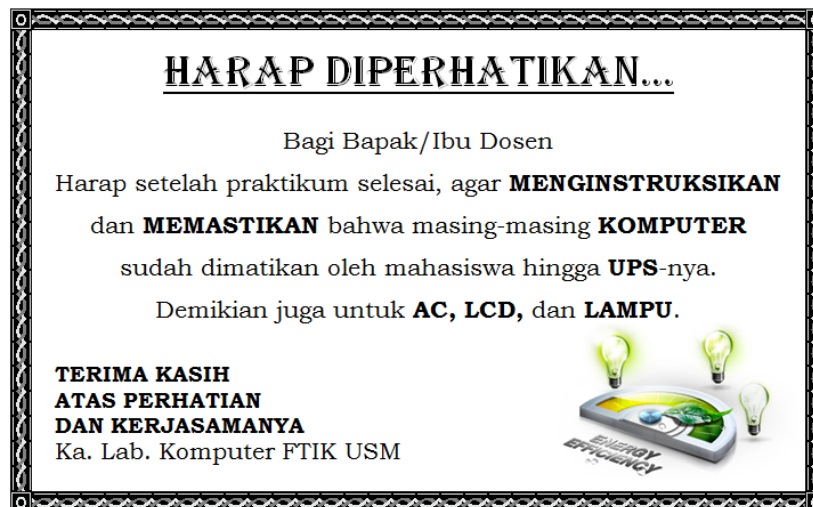 HARAP DIPERHATIKAN...
Bagi Bapak/Ibu Dosen
Harap setelah praktikum selesai, agar MENGINSTRUKSIKAN
dan MEMASTIKAN bahwa masing-masing KOMPUTER
sudah dimatikan oleh mahasiswa hingga UPS-nya.
Demikian juga untuk AC, LCD, dan LAMPU.
TERIMA KASIH
ATAS PERHATIAN
DAN KERJASAMANYA
Ka. Lab. Komputer FTIK USM
ENERGY
EFFICIENCY